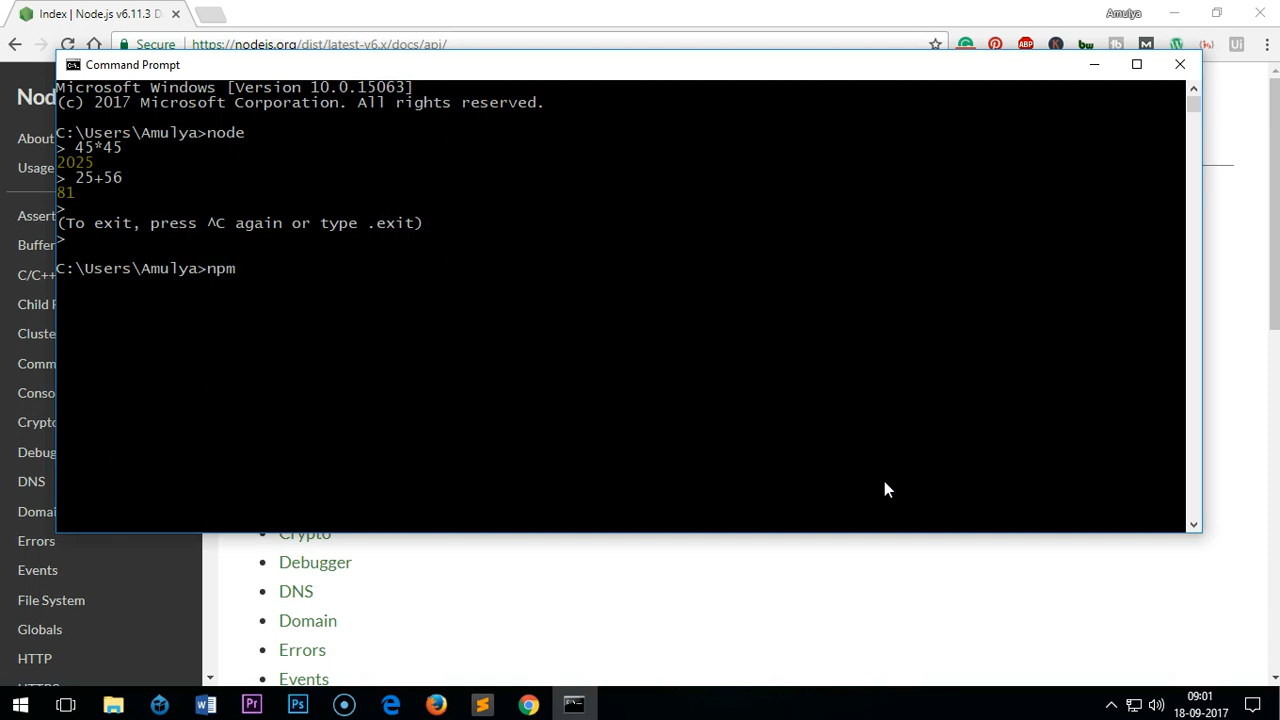 Index | Node.js v6.11.3 D
Amulya
Secure
https://nodejs.org/dist/latest-v6.x/docs/api/
Command Prompt
Microsoft Windows [Version 10.0.15063]
(c) 2017 Microsoft Corporation. All rights reserved.
C:\Users\Amulya>node
> 45*45
2025
> 25+56
81
>
(To exit, press ^C again or type .exit)
>
C:\Users\Amulya>npm
Nod
About
Usage
Assert
Buffer
C/C++
Child P
Cluste
Comm
Conso
Crypto
Debug
DNS
Domai
Errors
Events
File System
Globals
HTTP
Crypto
Debugger
DNS
Domain
Errors
Events
09:01
18-09-2017